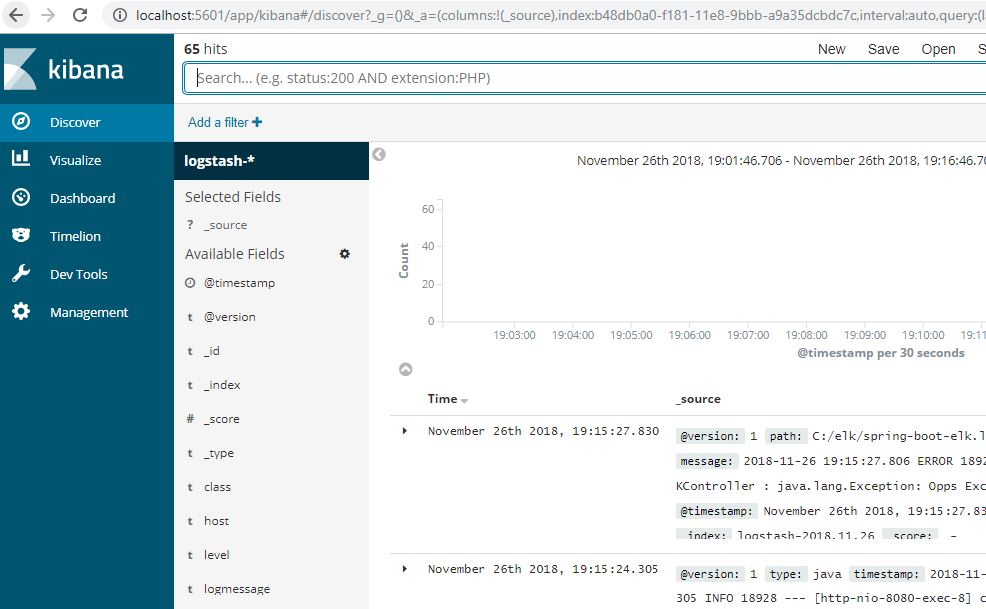 localhost:5601/app/kibana#/discover?_g=()&_a=(columns:!(_source),index:b48db0a0-f181-11e8-9bbb-a9a35dcbdc7c,interval:auto,query:(
65 hits
New Save Open S
kibana
Search... (e.g. status:200 AND extension:PHP)
Discover
Add a filter +
Visualize
logstash-*
November 26th 2018, 19:01:46.706 - November 26th 2018, 19:16:46.70
Dashboard
Selected Fields
? _source
60
Timelion
Available Fields
40
Count
Dev Tools
@timestamp
20
Management
t @version
0
19:03:00 19:04:00 19:05:00 19:06:00 19:07:00 19:08:00 19:09:00 19:10:00 19:11
@timestamp per 30 seconds
t _id
t _index
Time
_source
# _score
November 26th 2018, 19:15:27.830
@version: 1 path: C:/elk/spring-boot-elk.l
t _type
message: 2018-11-26 19:15:27.806 ERROR 1892
t class
KController : java.lang.Exception: Opps Exc
t host
@timestamp: November 26th 2018, 19:15:27.83
_index: logstash-2018.11.26 _score: -
t level
November 26th 2018, 19:15:24.305
@version: 1 type: java timestamp: 2018-11-
t logmessage
305 INFO 18928 --- [http-nio-8080-exec-8] c